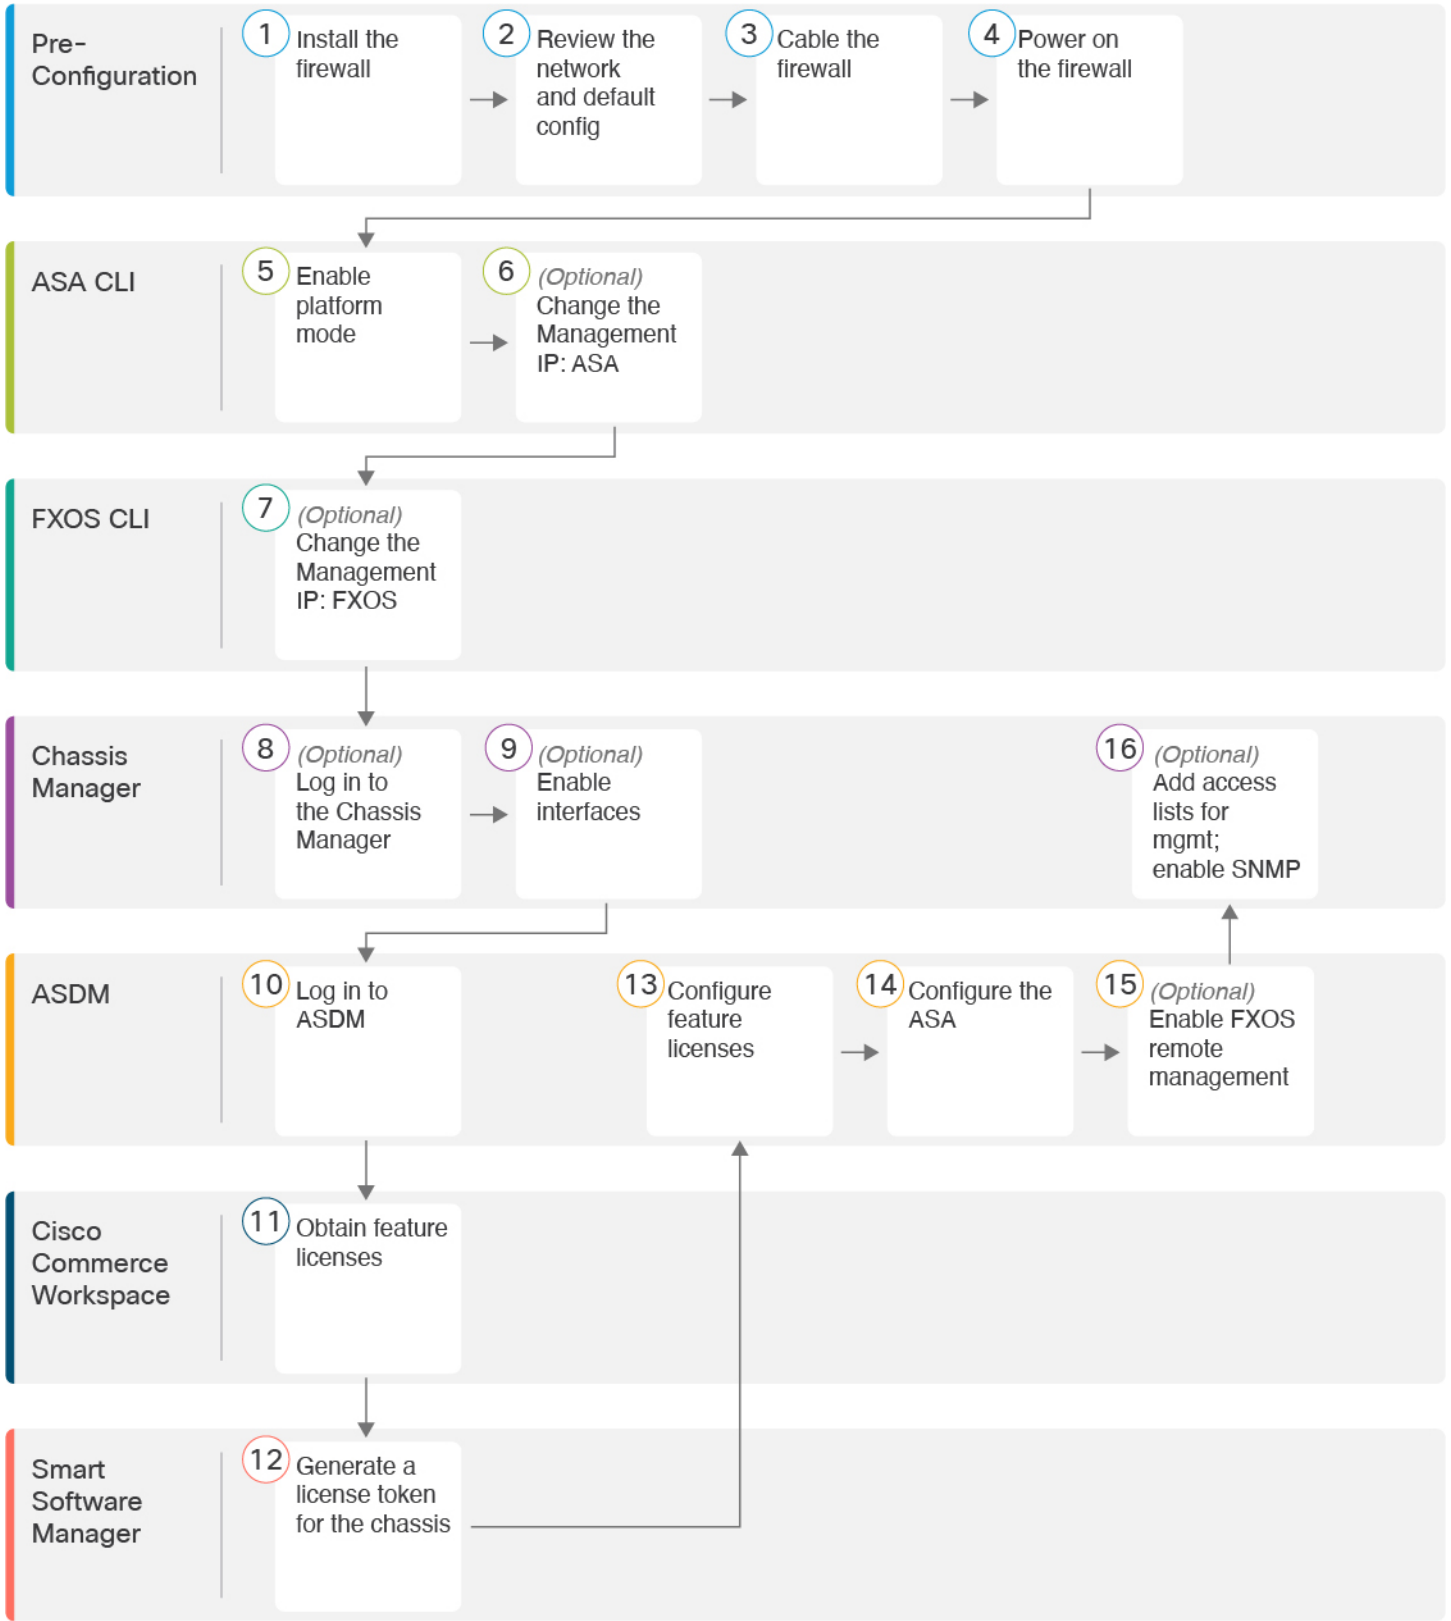 Pre-
Configuration
1
Install the
firewall
2
Review the
network
and default
config
3
Cable the
firewall
4
Power on
the firewall
ASA CLI
5
Enable
platform
mode
6
(Optional)
Change the
Management
IP: ASA
FXOS CLI
7
(Optional)
Change the
Management
IP: FXOS
Chassis
Manager
8
(Optional)
Log in to
the Chassis
Manager
9
(Optional)
Enable
interfaces
16
(Optional)
Add access
lists for
mgmt;
enable SNMP
ASDM
10
Log in to
ASDM
13
Configure
feature
licenses
14
Configure the
ASA
15
(Optional)
Enable FXOS
remote
management
Cisco
Commerce
Workspace
11
Obtain feature
licenses
Smart
Software
Manager
12
Generate a
license token
for the chassis